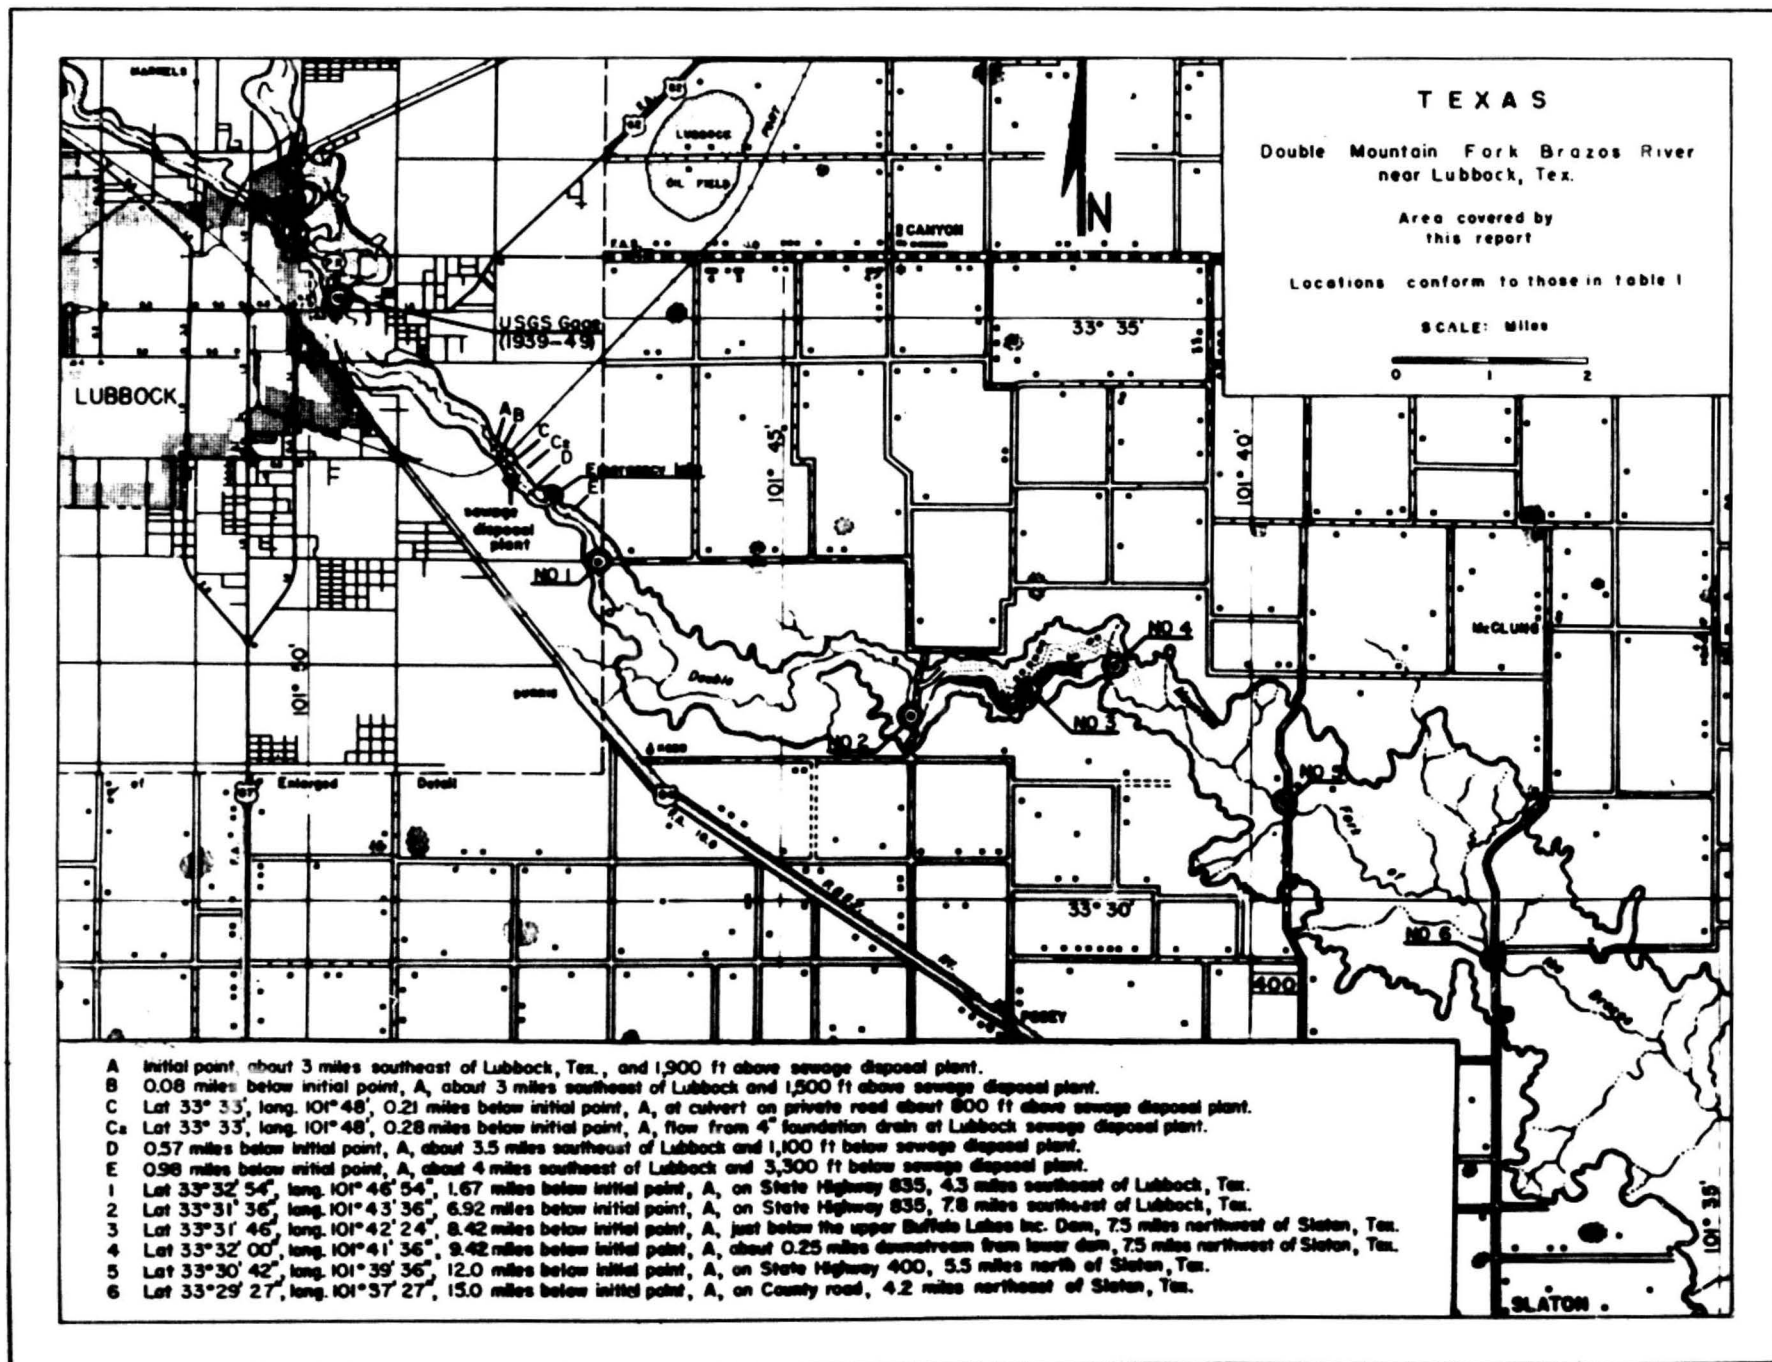 TEXAS
Double Mountain Fork Brazos River
near Lubbock, Tex.
Area covered by
this report
Locations conform to those in table 1
SCALE: Miles
0 1 2
N
62
62
LUBBOCK
OIL FIELD
CANYON
F.A.S.
USGS Gage
(1939-49)
33° 35'
LUBBOCK
A
B
C
Ca
D
E
101° 45'
101° 40'
sewage
disposal
plant
NO 1
NO 4
McCLUNG
101° 50'
Double
NO 3
NO 2
NO 5
of Enlarged Detail
87
Fork
33° 30'
NO 6
400
Brazos
POSEY
101° 35'
SLATON
A Initial point, about 3 miles southeast of Lubbock, Tex., and 1,900 ft above sewage disposal plant.
B 0.08 miles below initial point, A, about 3 miles southeast of Lubbock and 1,500 ft above sewage disposal plant.
C Lat 33° 33', long. 101° 48', 0.21 miles below initial point, A, at culvert on private road about 800 ft above sewage disposal plant.
Ca Lat 33° 33', long. 101° 48', 0.28 miles below initial point, A, flow from 4" foundation drain at Lubbock sewage disposal plant.
D 0.57 miles below initial point, A, about 3.5 miles southeast of Lubbock and 1,100 ft below sewage disposal plant.
E 0.98 miles below initial point, A, about 4 miles southeast of Lubbock and 3,300 ft below sewage disposal plant.
1 Lat 33° 32' 54", long. 101° 46' 54", 1.67 miles below initial point, A, on State Highway 835, 4.3 miles southeast of Lubbock, Tex.
2 Lat 33° 31' 36", long. 101° 43' 36", 6.92 miles below initial point, A, on State Highway 835, 7.8 miles southeast of Lubbock, Tex.
3 Lat 33° 31' 46", long. 101° 42' 24", 8.42 miles below initial point, A, just below the upper Buffalo Lakes Inc. Dam, 7.5 miles northwest of Slaton, Tex.
4 Lat 33° 32' 00", long. 101° 41' 36", 9.42 miles below initial point, A, about 0.25 miles downstream from lower dam, 7.5 miles northwest of Slaton, Tex.
5 Lat 33° 30' 42", long. 101° 39' 36", 12.0 miles below initial point, A, on State Highway 400, 5.5 miles north of Slaton, Tex.
6 Lat 33° 29' 27", long. 101° 37' 27", 15.0 miles below initial point, A, on County road, 4.2 miles northeast of Slaton, Tex.